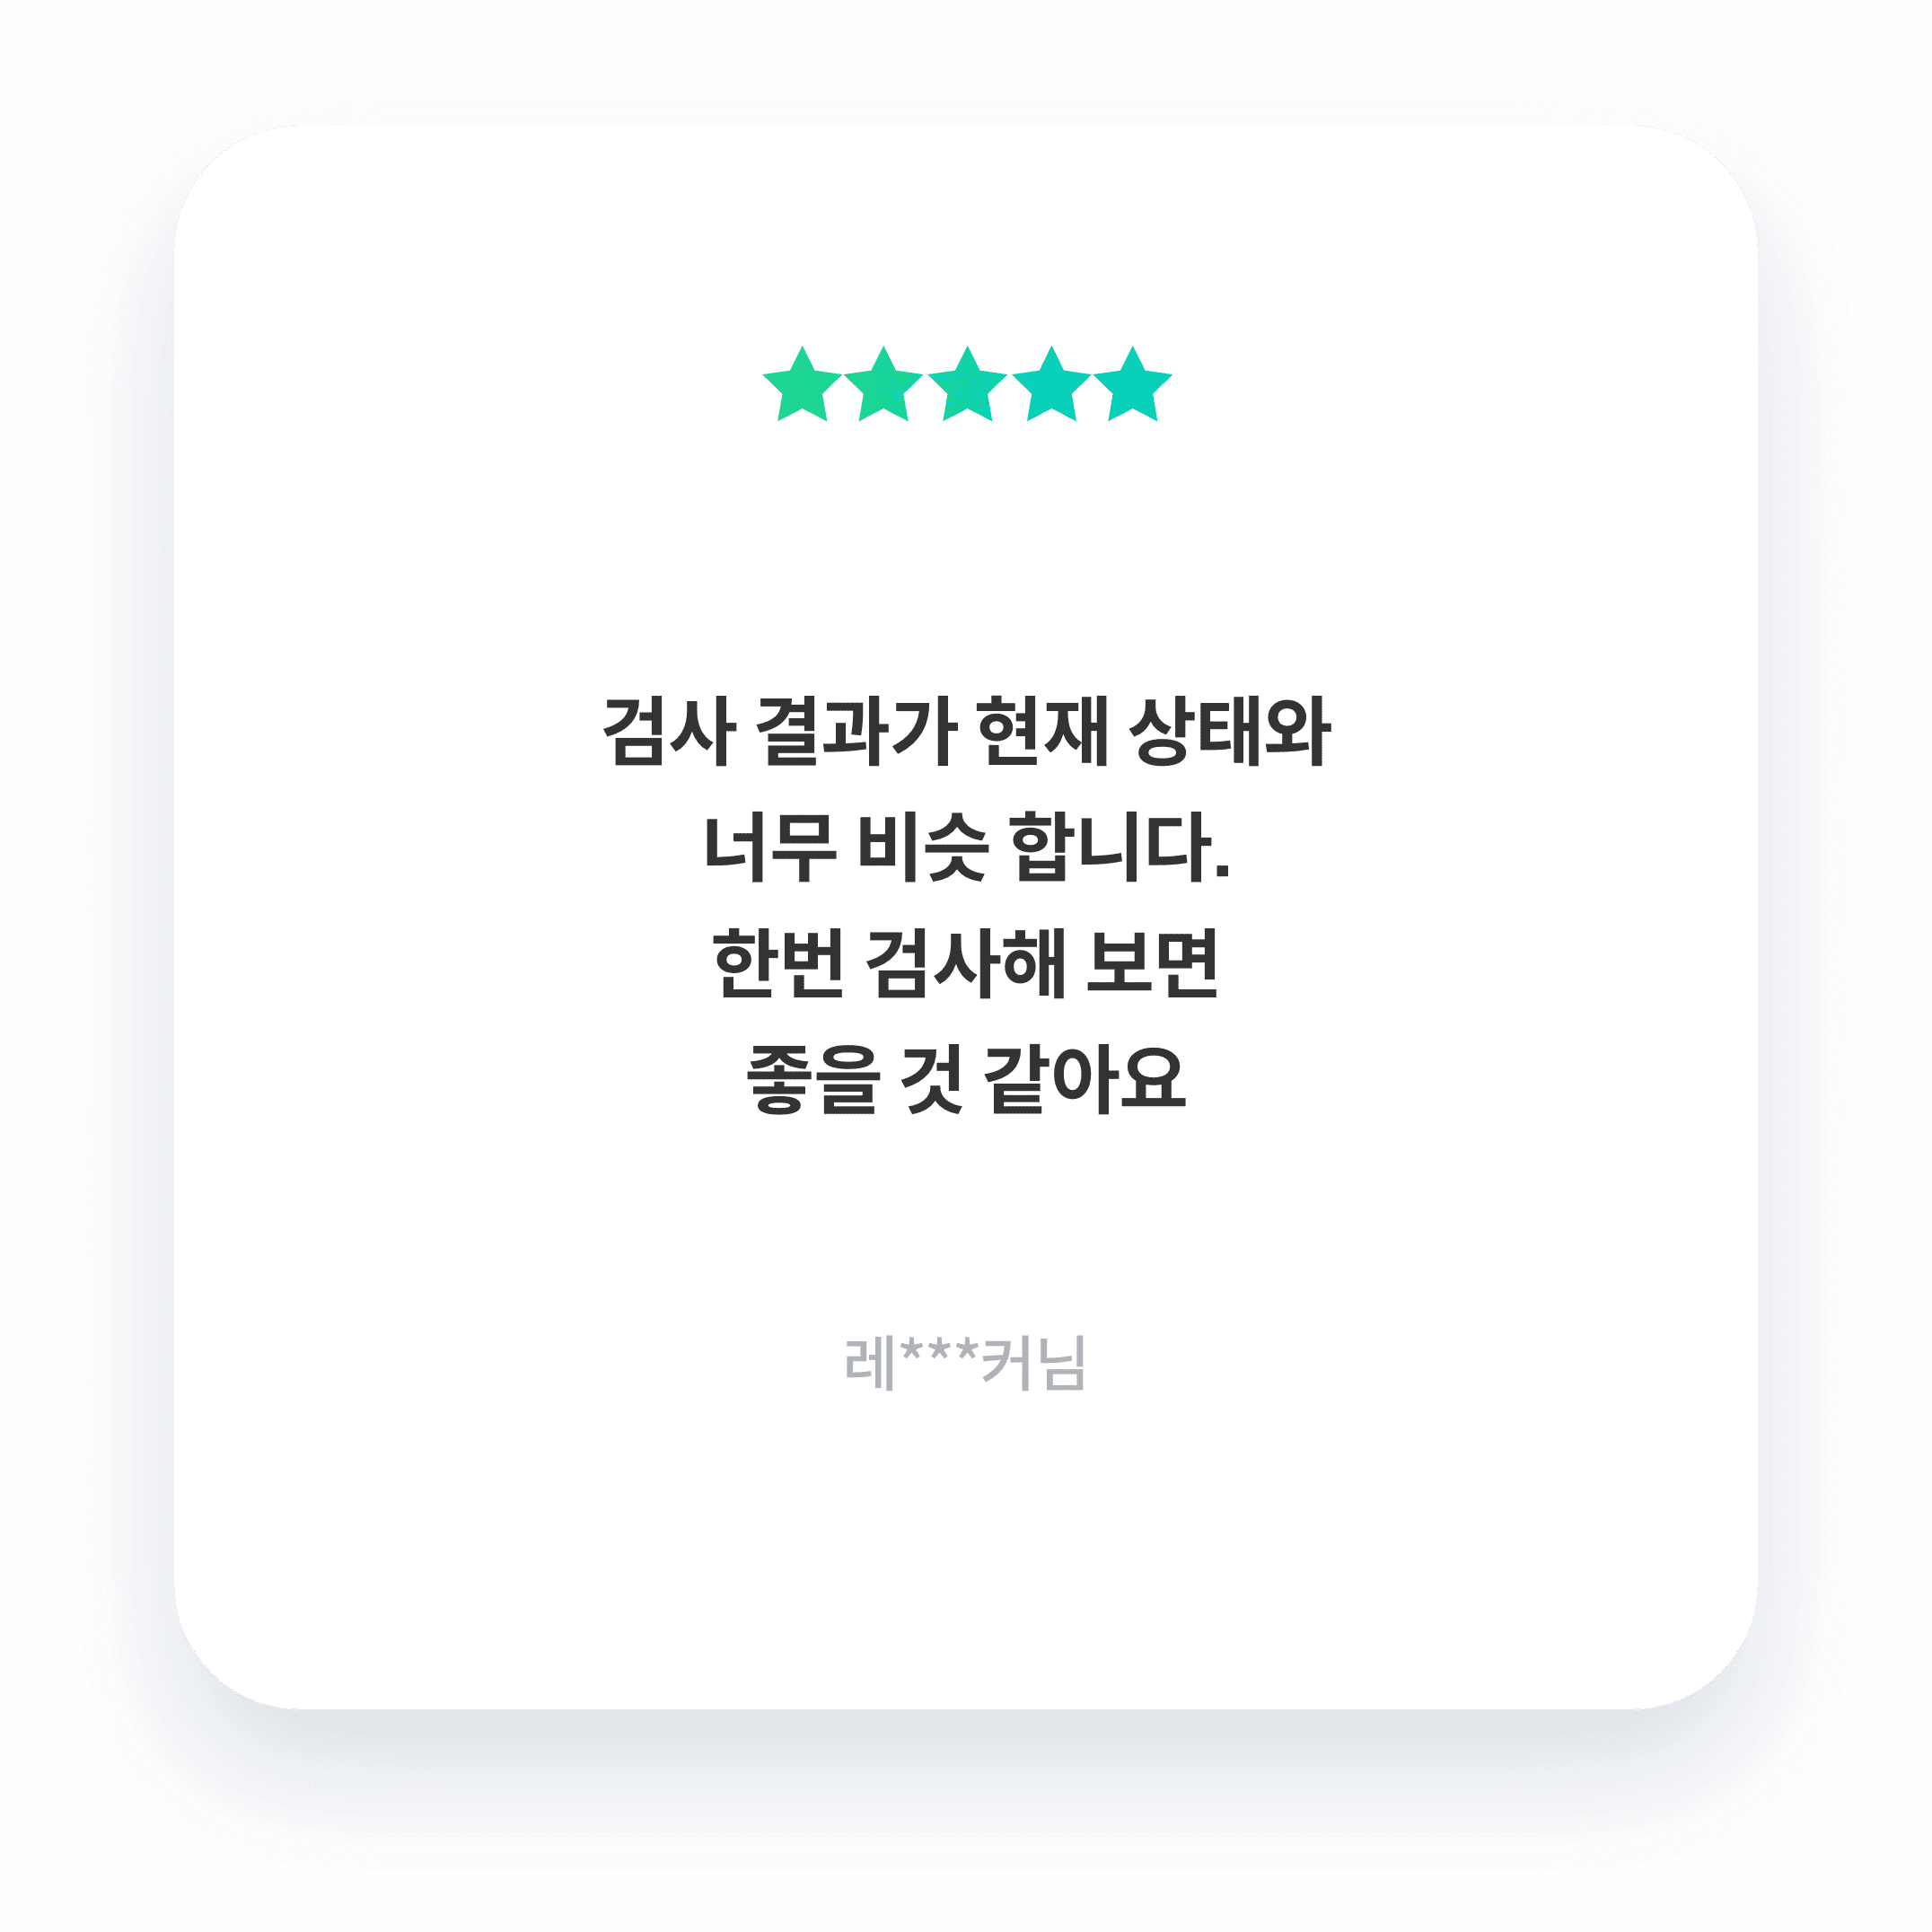 검사 결과가 현재 상태와
너무 비슷 합니다.
한번 검사해 보면
좋을 것 같아요
레***커님